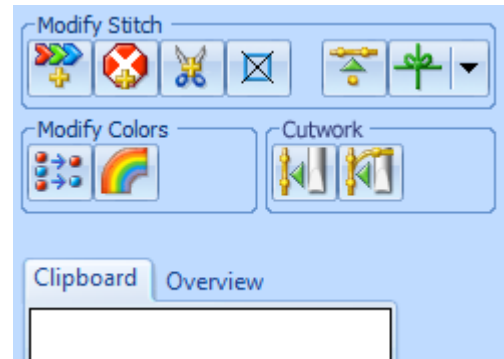 Modify Stitch
Modify Colors
Cutwork
Clipboard
Overview